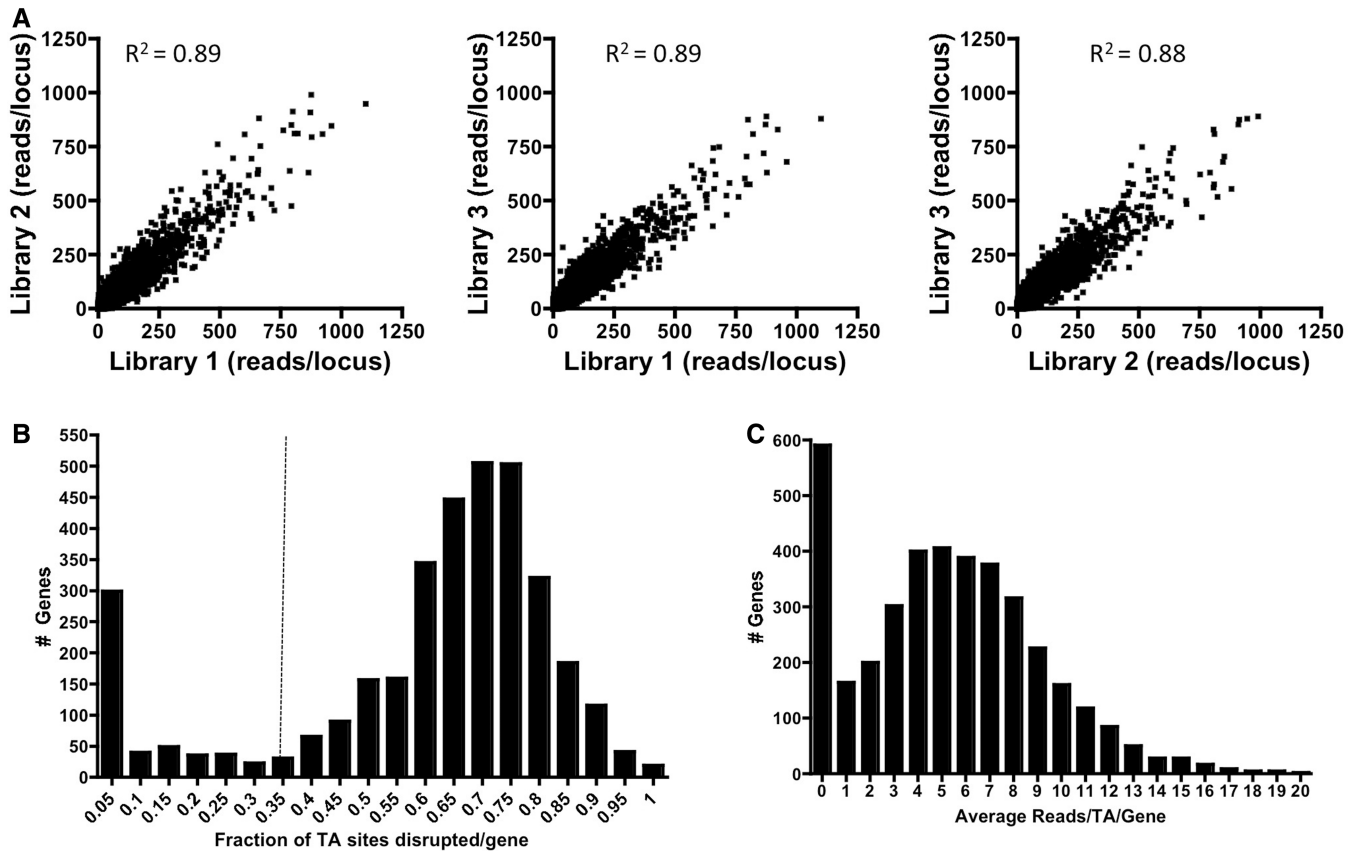 A
R² = 0.89
1250
1000
750
500
250
0
Library 2 (reads/locus)
0 250 500 750 1000 1250
Library 1 (reads/locus)
R² = 0.89
1250
1000
750
500
250
0
Library 3 (reads/locus)
0 250 500 750 1000 1250
Library 1 (reads/locus)
R² = 0.88
1250
1000
750
500
250
0
Library 3 (reads/locus)
0 250 500 750 1000 1250
Library 2 (reads/locus)
B
550
500
450
400
350
300
250
200
150
100
50
0
# Genes
0.05 0.1 0.15 0.2 0.25 0.3 0.35 0.4 0.45 0.5 0.55 0.6 0.65 0.7 0.75 0.8 0.85 0.9 0.95 1
Fraction of TA sites disrupted/gene
C
600
500
400
300
200
100
0
# Genes
0 1 2 3 4 5 6 7 8 9 10 11 12 13 14 15 16 17 18 19 20
Average Reads/TA/Gene